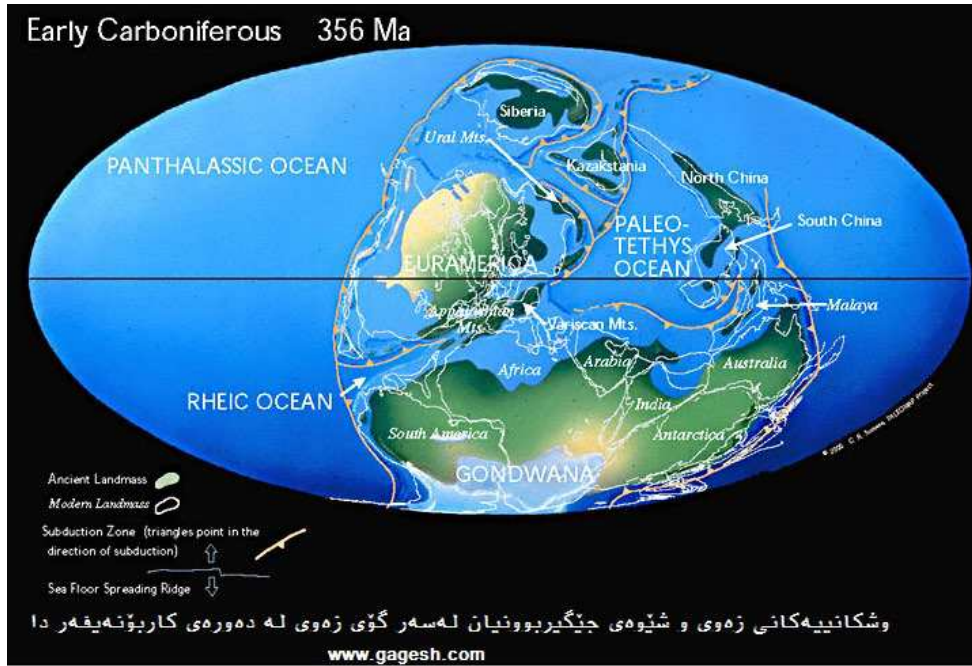 Early Carboniferous 356 Ma
Siberia
Ural Mts.
PANTHALASSIC OCEAN
Kazakstania
North China
South China
PALEO-
TETHYS
OCEAN
EURAMERICA
Malaya
Appalachian
Mts.
Variscan Mts.
Africa
Arabia
Australia
RHEIC OCEAN
India
South America
Antarctica
GONDWANA
Ancient Landmass
Modern Landmass
Subduction Zone (triangles point in the
direction of subduction)
Sea Floor Spreading Ridge
وشکانییەکانی زەوی و شێوەی جێگیربوونیان لەسەر گۆی زەوی لە دەورەی کاربۆنەیفەر دا
www.gagesh.com